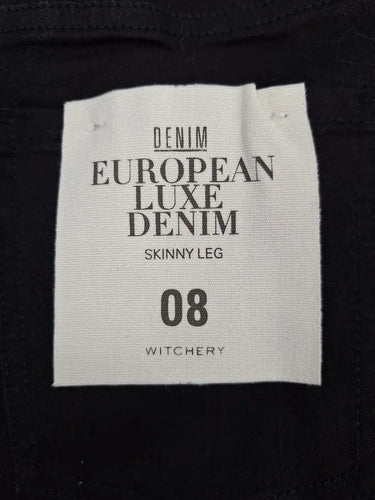 DENIM
EUROPEAN
LUXE
DENIM
SKINNY LEG
08
WITCHERY